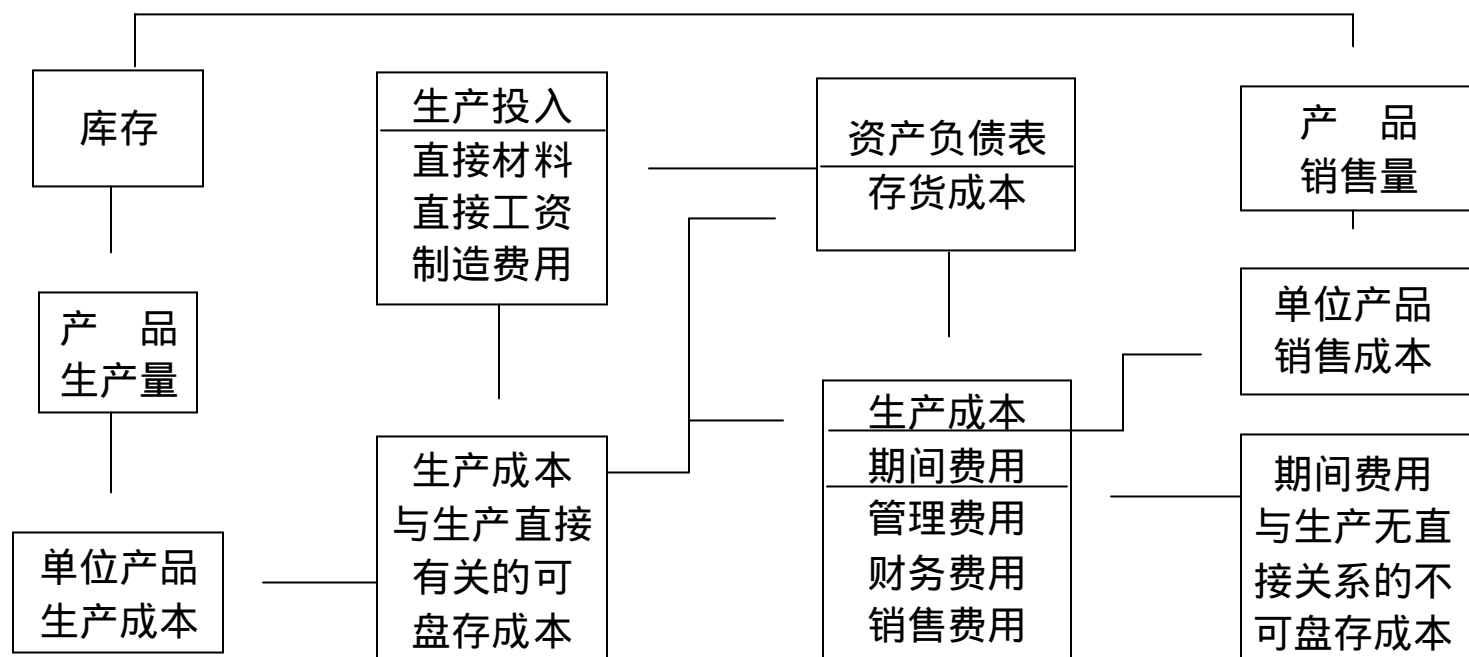 库存
产 品
生产量
单位产品
生产成本
生产投入
直接材料
直接工资
制造费用
生产成本
与生产直接
有关的可
盘存成本
资产负债表
存货成本
生产成本
期间费用
管理费用
财务费用
销售费用
产 品
销售量
单位产品
销售成本
期间费用
与生产无直
接关系的不
可盘存成本